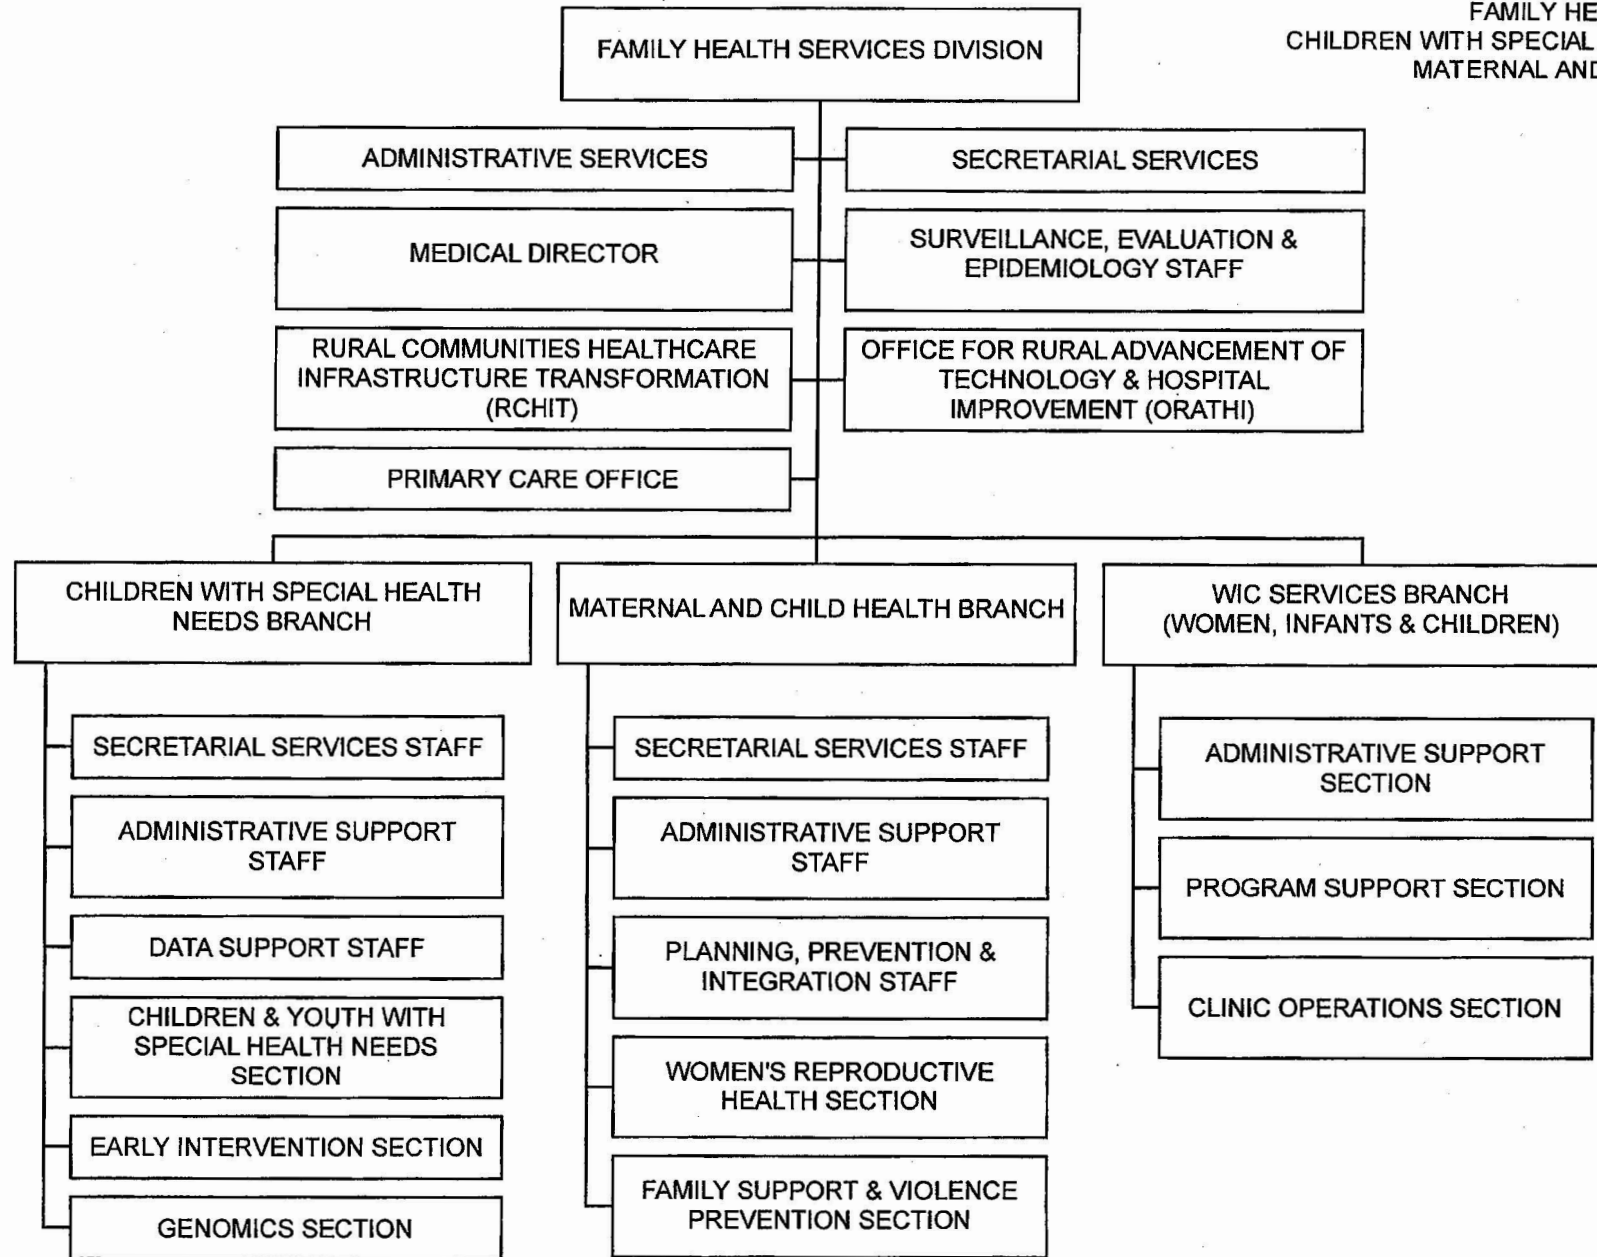 FAMILY HE
CHILDREN WITH SPECIAL
MATERNAL AND
FAMILY HEALTH SERVICES DIVISION
ADMINISTRATIVE SERVICES
SECRETARIAL SERVICES
MEDICAL DIRECTOR
SURVEILLANCE, EVALUATION &
EPIDEMIOLOGY STAFF
RURAL COMMUNITIES HEALTHCARE
INFRASTRUCTURE TRANSFORMATION
(RCHIT)
OFFICE FOR RURAL ADVANCEMENT OF
TECHNOLOGY & HOSPITAL
IMPROVEMENT (ORATHI)
PRIMARY CARE OFFICE
CHILDREN WITH SPECIAL HEALTH
NEEDS BRANCH
SECRETARIAL SERVICES STAFF
ADMINISTRATIVE SUPPORT
STAFF
DATA SUPPORT STAFF
CHILDREN & YOUTH WITH
SPECIAL HEALTH NEEDS
SECTION
EARLY INTERVENTION SECTION
GENOMICS SECTION
MATERNAL AND CHILD HEALTH BRANCH
SECRETARIAL SERVICES STAFF
ADMINISTRATIVE SUPPORT
STAFF
PLANNING, PREVENTION &
INTEGRATION STAFF
WOMEN'S REPRODUCTIVE
HEALTH SECTION
FAMILY SUPPORT & VIOLENCE
PREVENTION SECTION
WIC SERVICES BRANCH
(WOMEN, INFANTS & CHILDREN)
ADMINISTRATIVE SUPPORT
SECTION
PROGRAM SUPPORT SECTION
CLINIC OPERATIONS SECTION